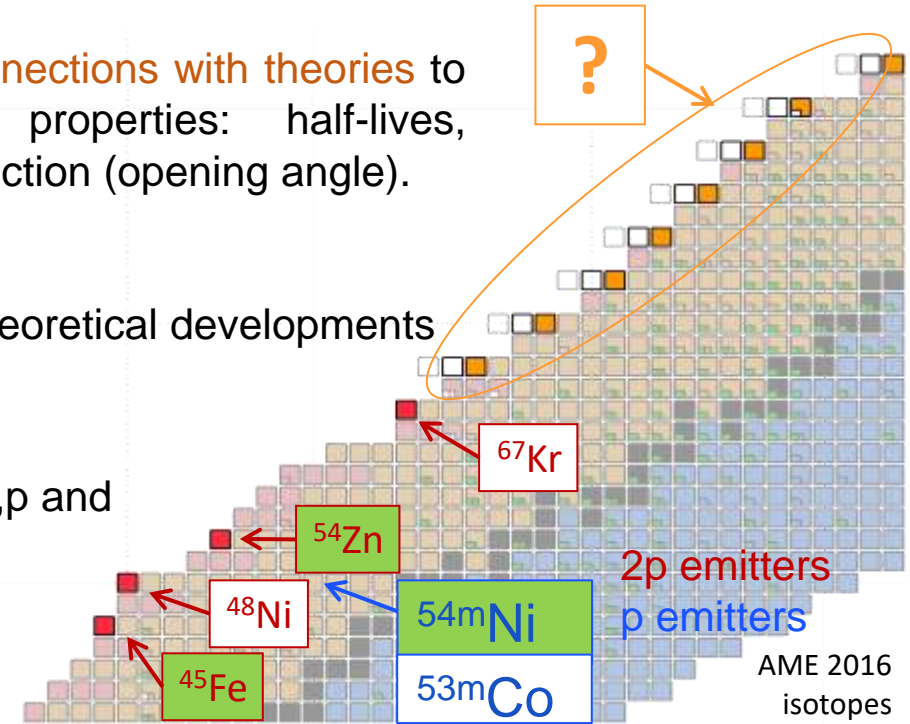 ?
nections with theories to
properties: half-lives,
ction (opening angle).
eoretical developments
⁶⁷Kr
,p and
⁵⁴Zn
2p emitters
⁴⁸Ni
⁵⁴ᵐNi
p emitters
⁴⁵Fe
⁵³ᵐCo
AME 2016
isotopes